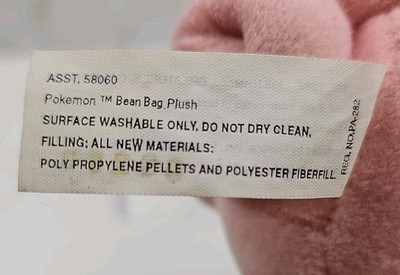 ASST. 58060
Pokemon ™ Bean Bag Plush
SURFACE WASHABLE ONLY, DO NOT DRY CLEAN,
FILLING: ALL NEW MATERIALS:
POLY PROPYLENE PELLETS AND POLYESTER FIBERFILL.
REG. NO.PA-282